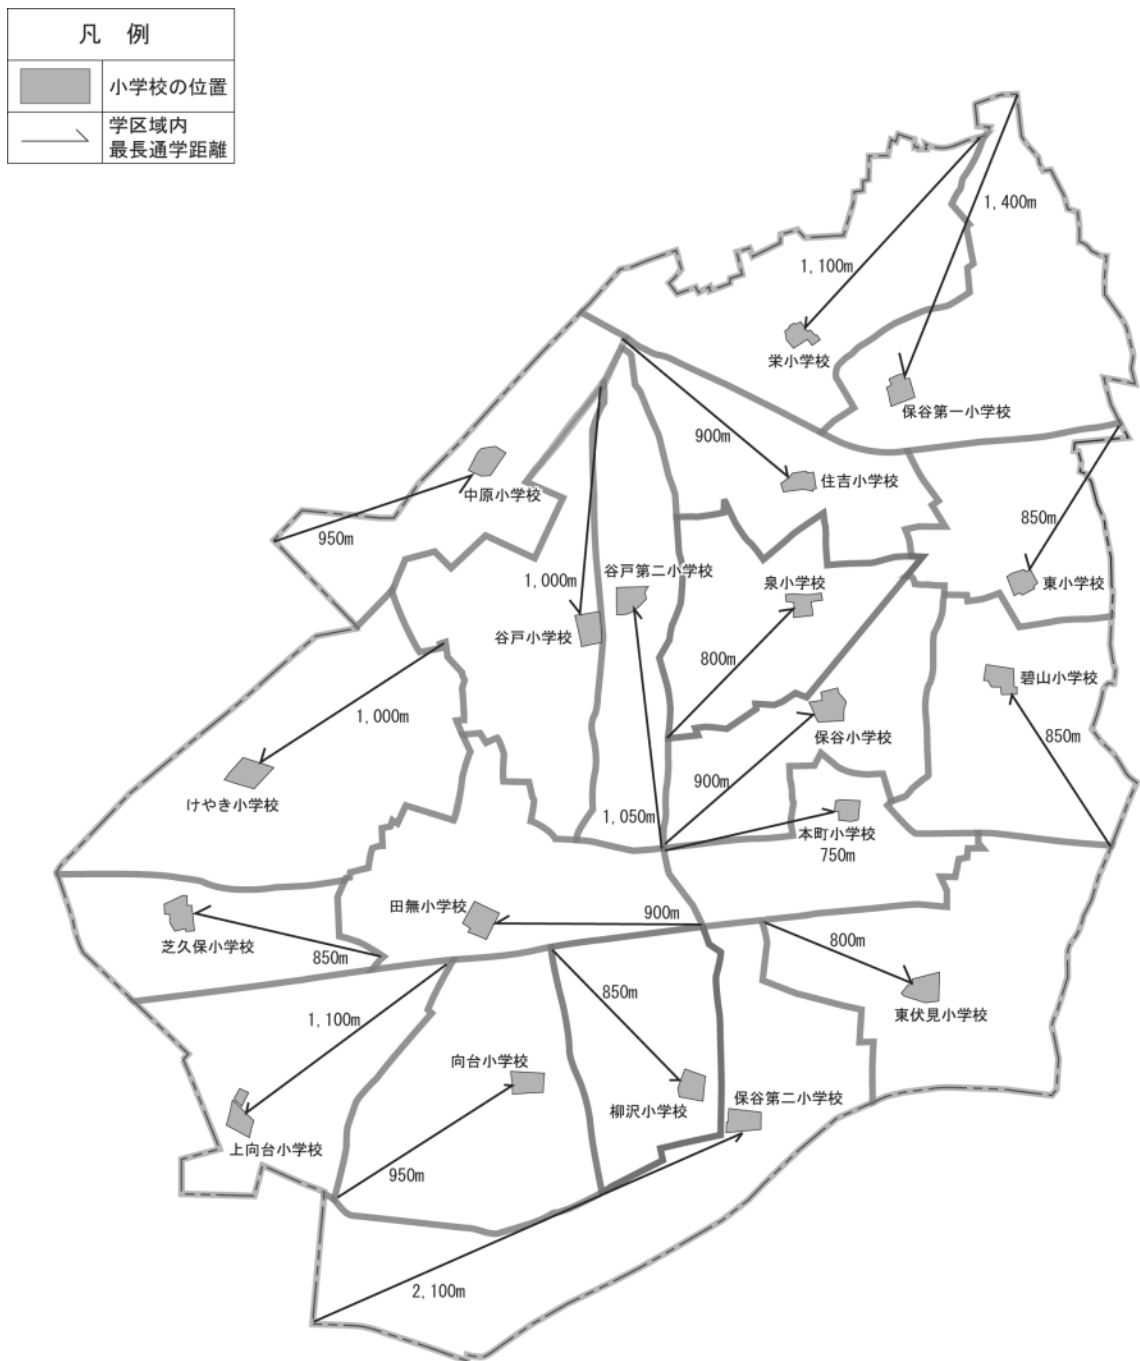 凡 例
小学校の位置
学区域内
最長通学距離
1,400m
1,100m
栄小学校
保谷第一小学校
900m
住吉小学校
中原小学校
950m
850m
東小学校
谷戸第二小学校
1,000m
泉小学校
谷戸小学校
800m
碧山小学校
1,000m
保谷小学校
850m
けやき小学校
900m
1,050m
本町小学校
750m
田無小学校
900m
芝久保小学校
850m
800m
東伏見小学校
850m
1,100m
向台小学校
柳沢小学校
保谷第二小学校
上向台小学校
950m
2,100m